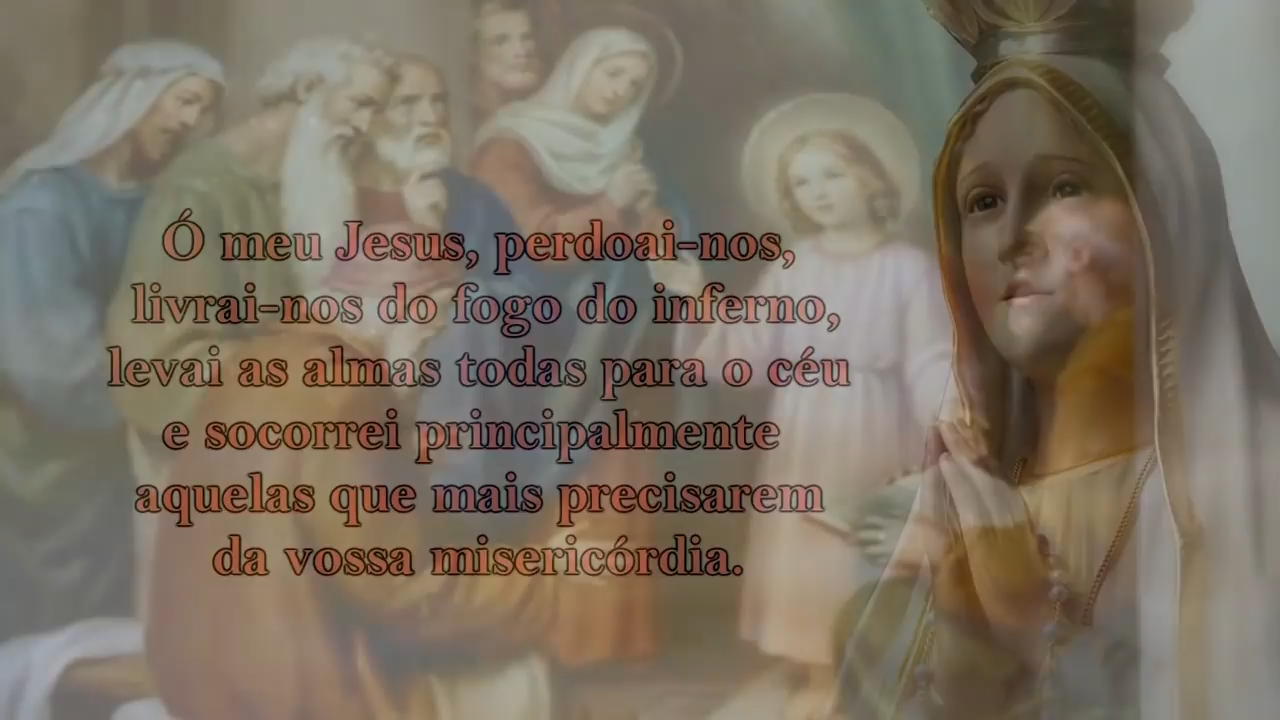 Ó meu Jesus, perdoai-nos,
livrai-nos do fogo do inferno,
levai as almas todas para o céu
e socorrei principalmente
aquelas que mais precisarem
da vossa misericórdia.